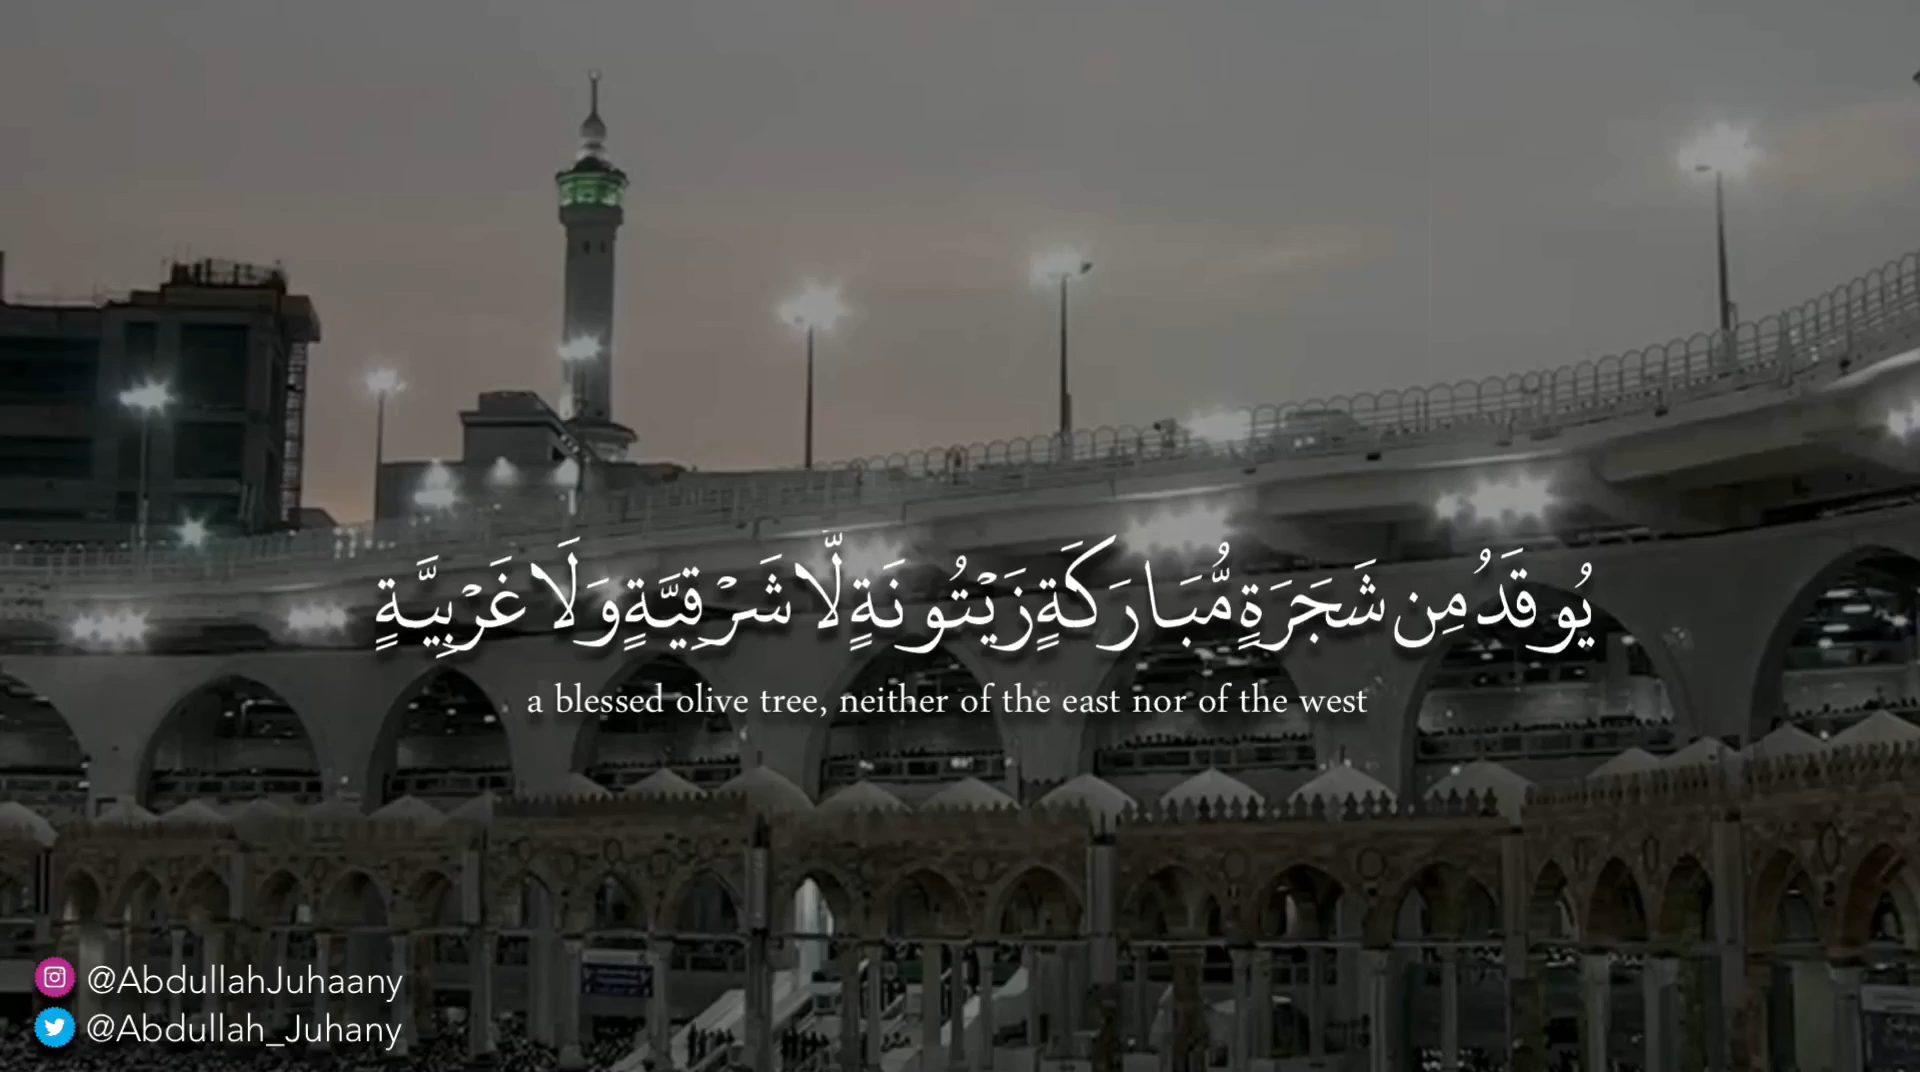 يُوقَدُ مِن شَجَرَةٍ مُّبَارَكَةٍ زَيْتُونَةٍ لَّا شَرْقِيَّةٍ وَلَا غَرْبِيَّةٍ
a blessed olive tree, neither of the east nor of the west
@AbdullahJuhaany
@Abdullah_Juhany